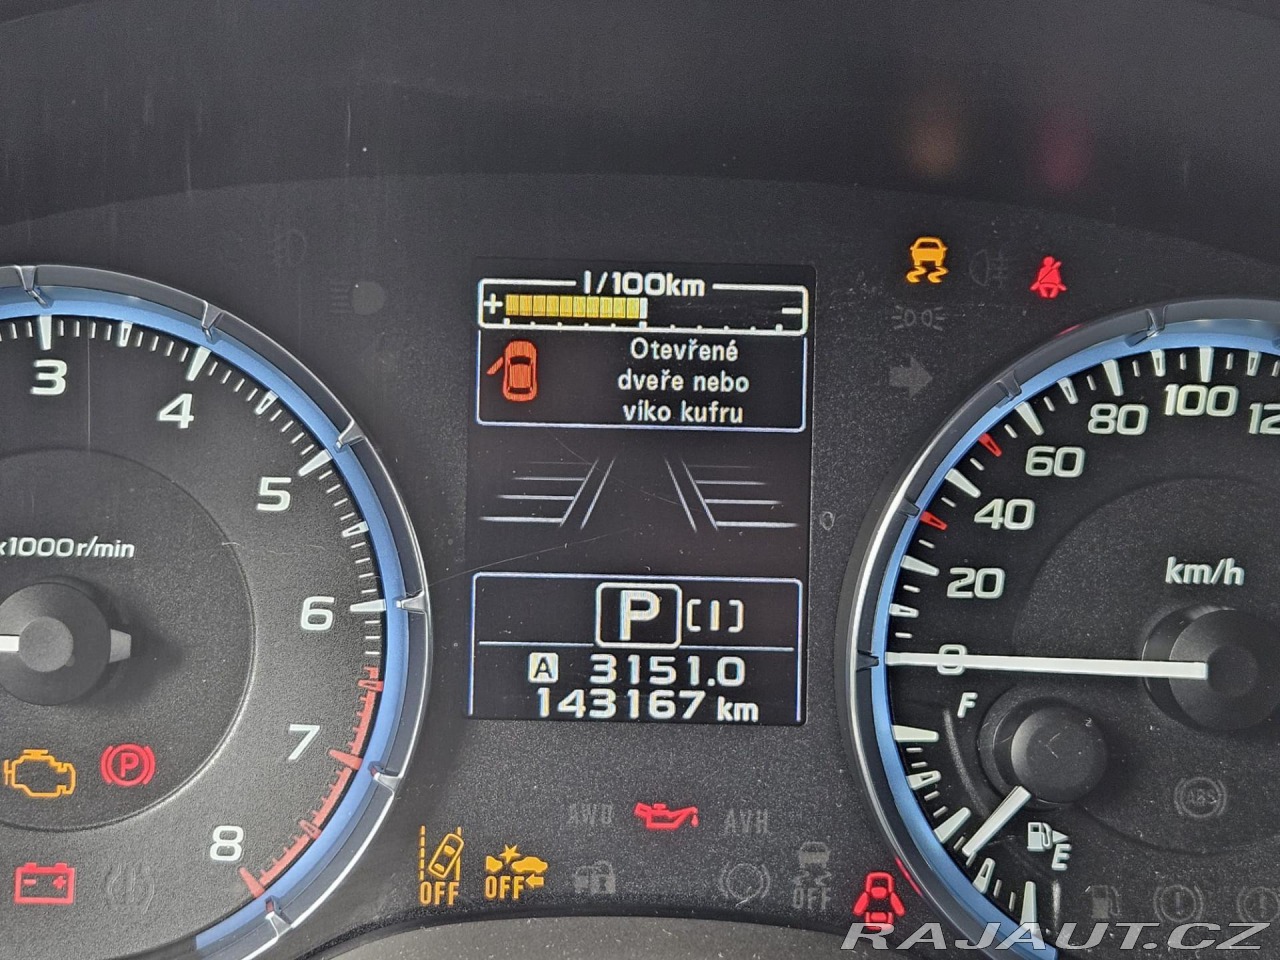 l/100km
+ -
Otevřené
dveře nebo
víko kufru
3
4
5
6
7
8
x1000r/min
P [1]
A 3151.0
143167 km
0
20
40
60
80
100
km/h
F
E
P
ABS
AWD
AVH
OFF
OFF
OFF
RAJAUT.CZ